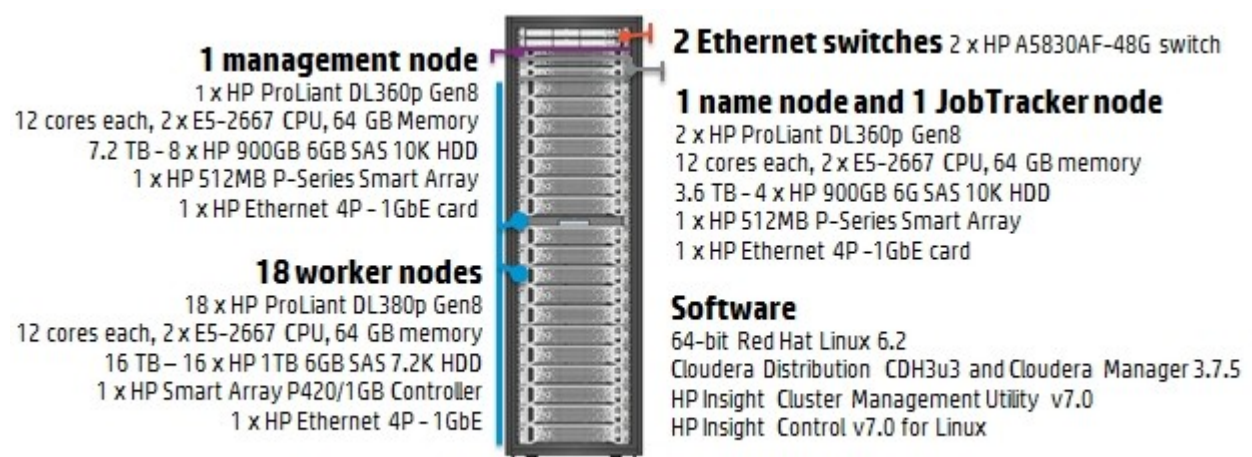 1 management node
1 x HP ProLiant DL360p Gen8
12 cores each, 2 x E5-2667 CPU, 64 GB Memory
7.2 TB - 8 x HP 900GB 6GB SAS 10K HDD
1 x HP 512MB P-Series Smart Array
1 x HP Ethernet 4P - 1GbE card
18 worker nodes
18 x HP ProLiant DL380p Gen8
12 cores each, 2 x E5-2667 CPU, 64 GB memory
16 TB - 16 x HP 1TB 6GB SAS 7.2K HDD
1 x HP Smart Array P420/1GB Controller
1 x HP Ethernet 4P - 1GbE
2 Ethernet switches 2 x HP A5830AF-48G switch
1 name node and 1 JobTracker node
2 x HP ProLiant DL360p Gen8
12 cores each, 2 x E5-2667 CPU, 64 GB memory
3.6 TB - 4 x HP 900GB 6G SAS 10K HDD
1 x HP 512MB P-Series Smart Array
1 x HP Ethernet 4P -1GbE card
Software
64-bit Red Hat Linux 6.2
Cloudera Distribution CDH3u3 and Cloudera Manager 3.7.5
HP Insight Cluster Management Utility v7.0
HP Insight Control v7.0 for Linux